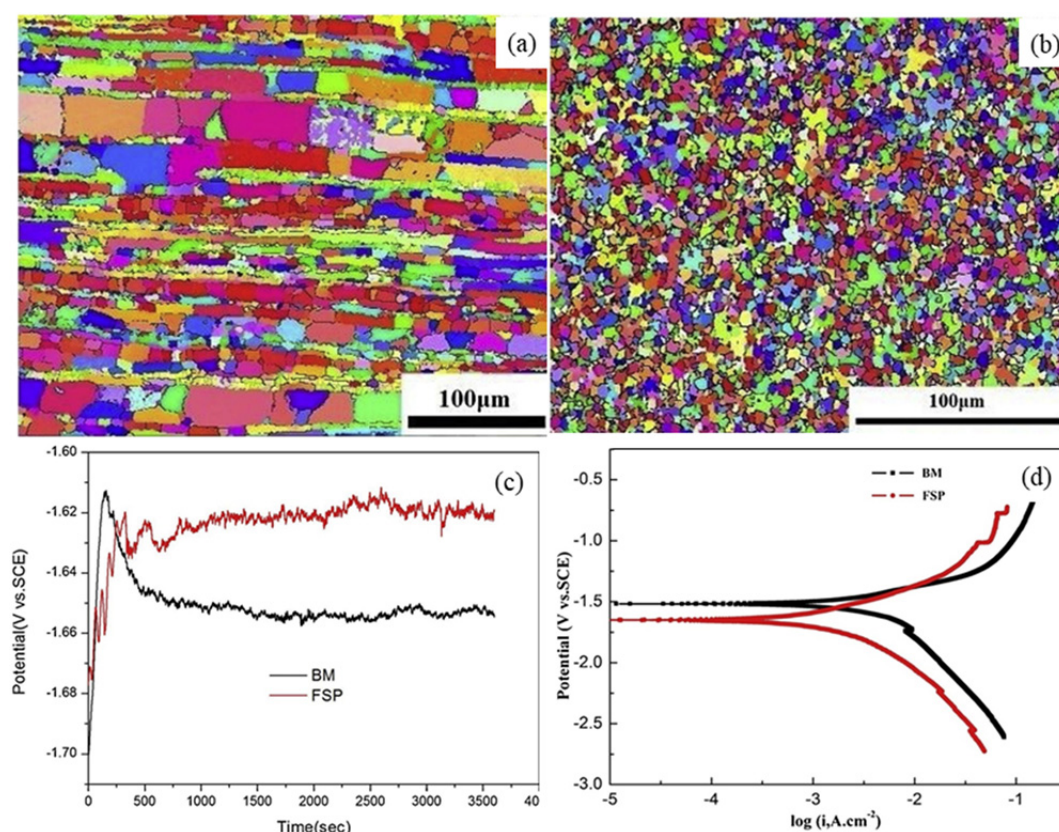 (a)
100μm
(b)
100μm
(c)
Potential(V vs.SCE)
-1.60
-1.62
-1.64
-1.66
-1.68
-1.70
BM
FSP
0 500 1000 1500 2000 2500 3000 3500 40
Time(sec)
(d)
Potential (V vs.SCE)
-0.5
-1.0
-1.5
-2.0
-2.5
-3.0
BM
FSP
-5 -4 -3 -2 -1 0
log (i,A.cm⁻²)